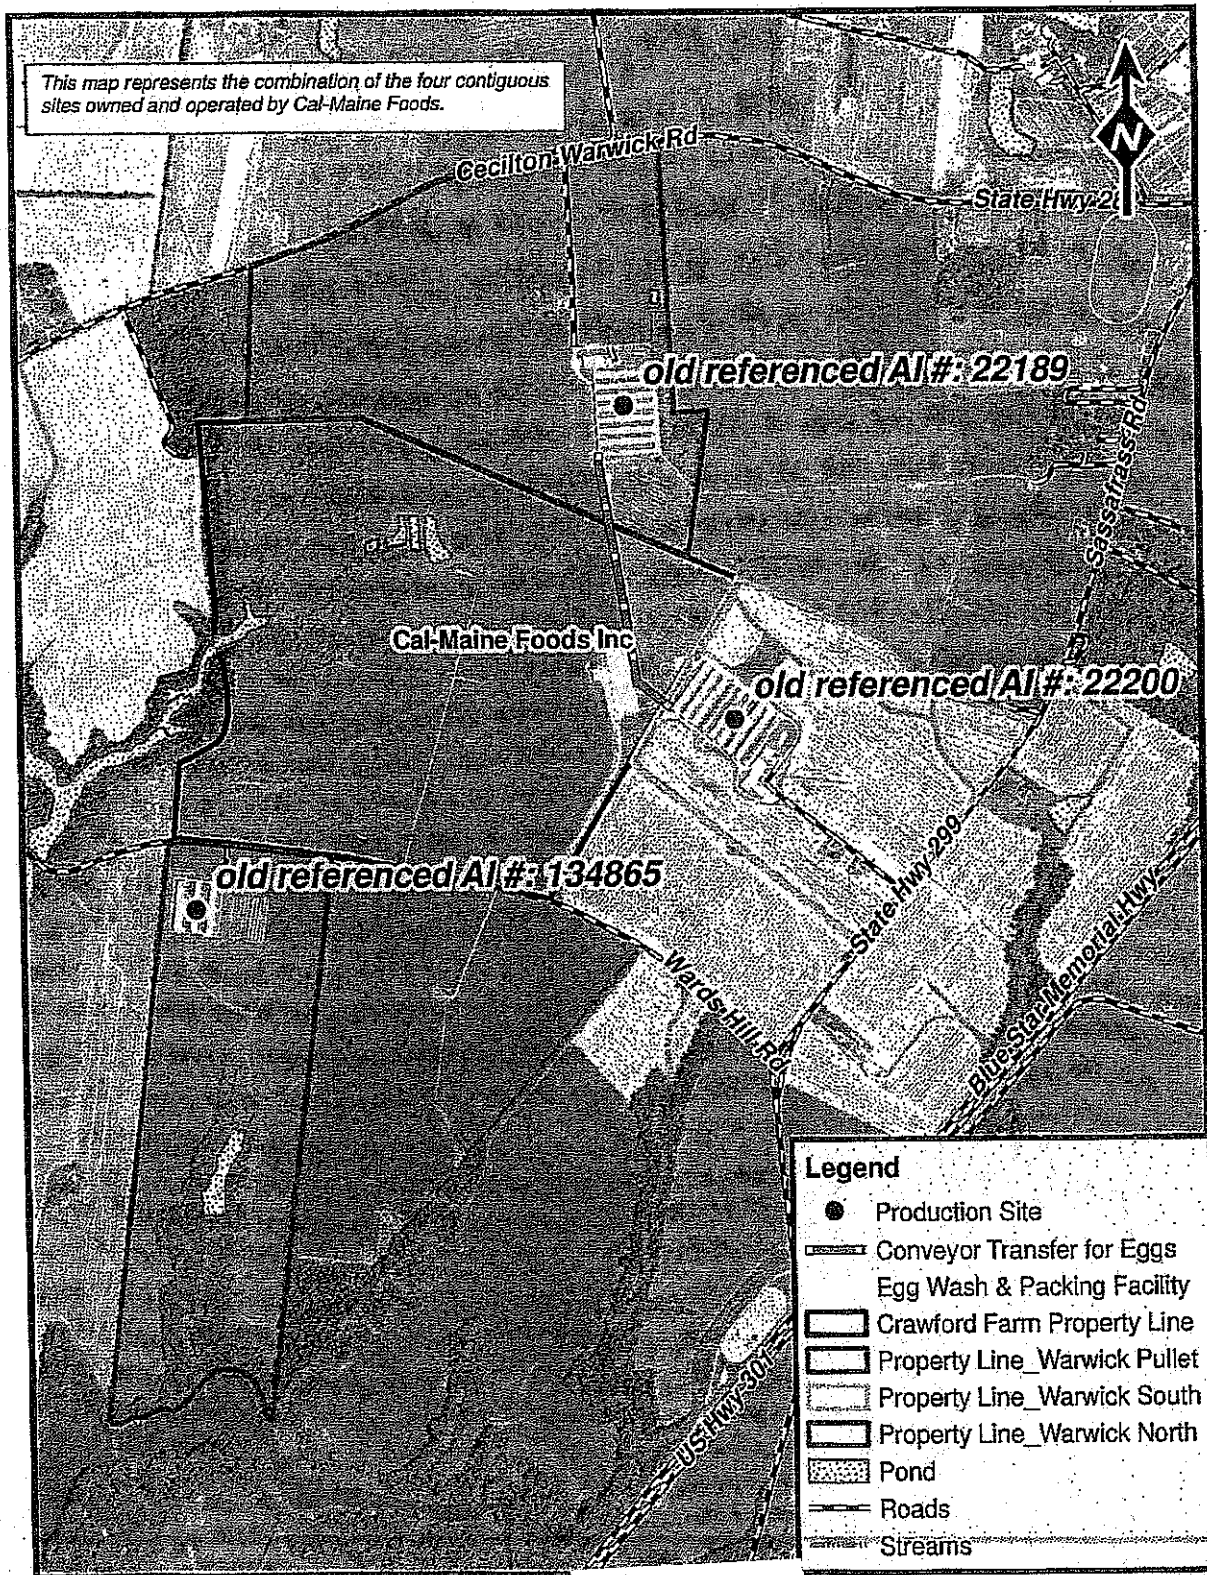 This map represents the combination of the four contiguous
sites owned and operated by Cal-Maine Foods.
N
Cecilton-Warwick Rd
State Hwy 28
old referenced AI #: 22189
Sassafrass Rd
Cal-Maine Foods Inc
old referenced AI #: 22200
State Hwy 299
old referenced AI #: 134865
Blue Star Memorial Hwy
Wards Hill Rd
US Hwy 301
Legend
Production Site
Conveyor Transfer for Eggs
Egg Wash & Packing Facility
Crawford Farm Property Line
Property Line_Warwick Pullet
Property Line_Warwick South
Property Line_Warwick North
Pond
Roads
Streams